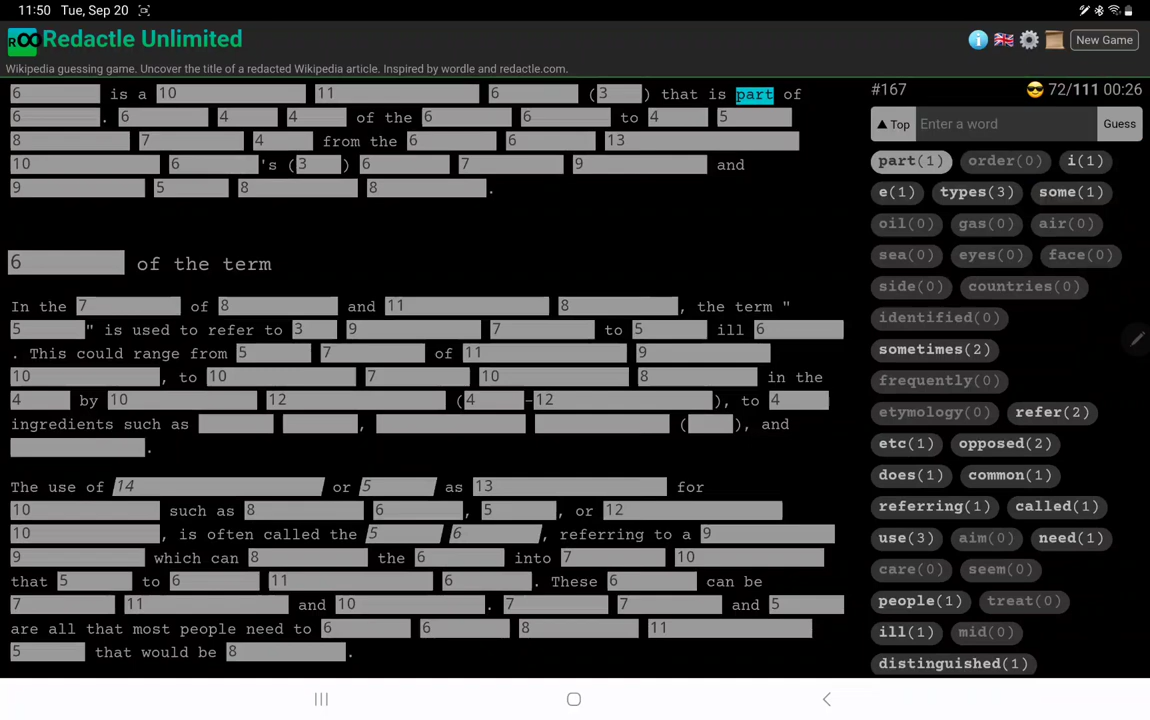 11:50 Tue, Sep 20
ROO Redactle Unlimited
New Game
Wikipedia guessing game. Uncover the title of a redacted Wikipedia article. Inspired by wordle and redactle.com.
6 is a 10 11 6 (3) that is part of
6. 6 4 4 of the 6 6 to 4 5
8 7 4 from the 6 6 13
10 6's (3) 6 7 9 and
9 5 8 8.
6 of the term
In the 7 of 8 and 11 8, the term "
5" is used to refer to 3 9 7 to 5 ill 6
. This could range from 5 7 of 11 9
10, to 10 7 10 8 in the
4 by 10 12 (4-12), to 4
ingredients such as , (), and
.
The use of 14 or 5 as 13 for
10 such as 8 6, 5, or 12
10, is often called the 5 6, referring to a 9
9 which can 8 the 6 into 7 10
that 5 to 6 11 6. These 6 can be
7 11 and 10. 7 7 and 5
are all that most people need to 6 6 8 11
5 that would be 8.
#167 72/111 00:26
▲ Top Enter a word Guess
part(1) order(0) i(1)
e(1) types(3) some(1)
oil(0) gas(0) air(0)
sea(0) eyes(0) face(0)
side(0) countries(0)
identified(0)
sometimes(2)
frequently(0)
etymology(0) refer(2)
etc(1) opposed(2)
does(1) common(1)
referring(1) called(1)
use(3) aim(0) need(1)
care(0) seem(0)
people(1) treat(0)
ill(1) mid(0)
distinguished(1)